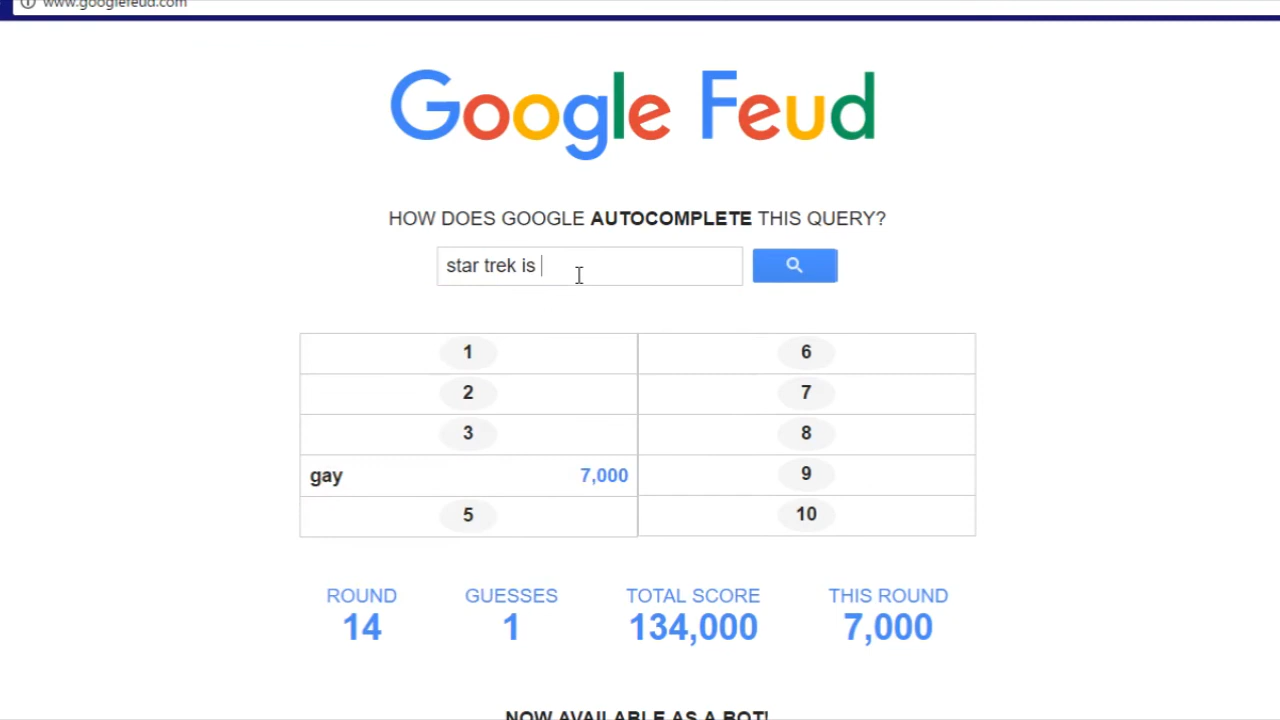 www.googlefeud.com
Google Feud
HOW DOES GOOGLE AUTOCOMPLETE THIS QUERY?
star trek is
1 6
2 7
3 8
gay 7,000 9
5 10
ROUND GUESSES TOTAL SCORE THIS ROUND
14 1 134,000 7,000
NOW AVAILABLE AS A BOT!